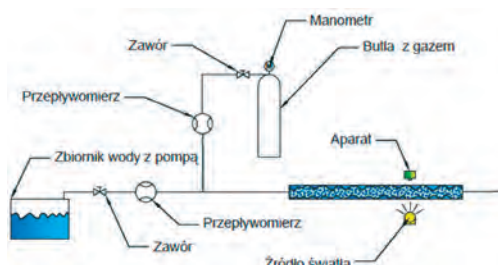 Manometr
Zawór
Butla z gazem
Przepływomierz
Aparat
Zbiornik wody z pompą
Przepływomierz
Zawór
Źródło światła